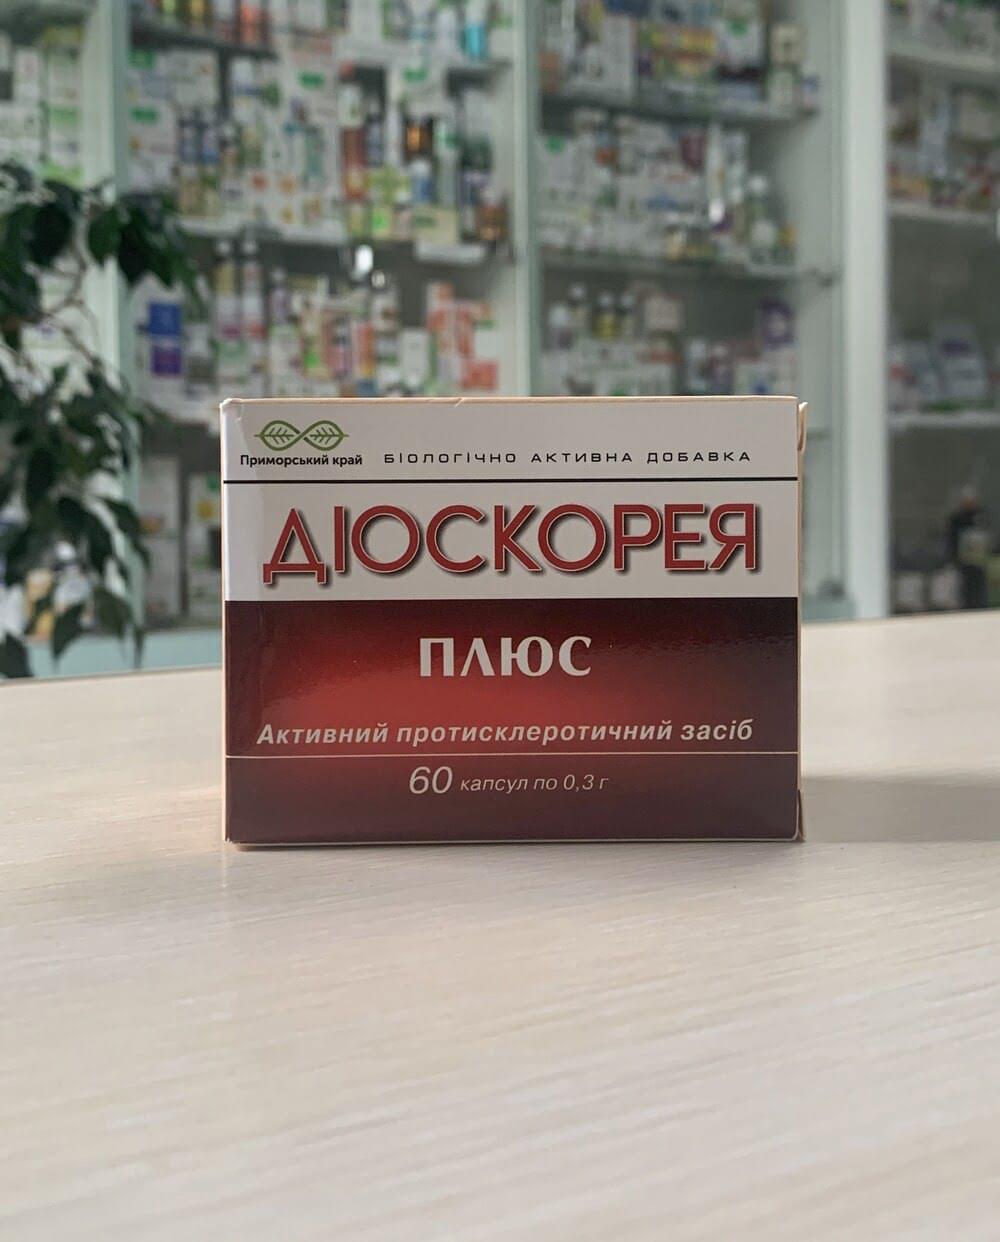 Приморський край
БІОЛОГІЧНО АКТИВНА ДОБАВКА
ДІОСКОРЕЯ
ПЛЮС
Активний протисклеротичний засіб
60 капсул по 0,3 г